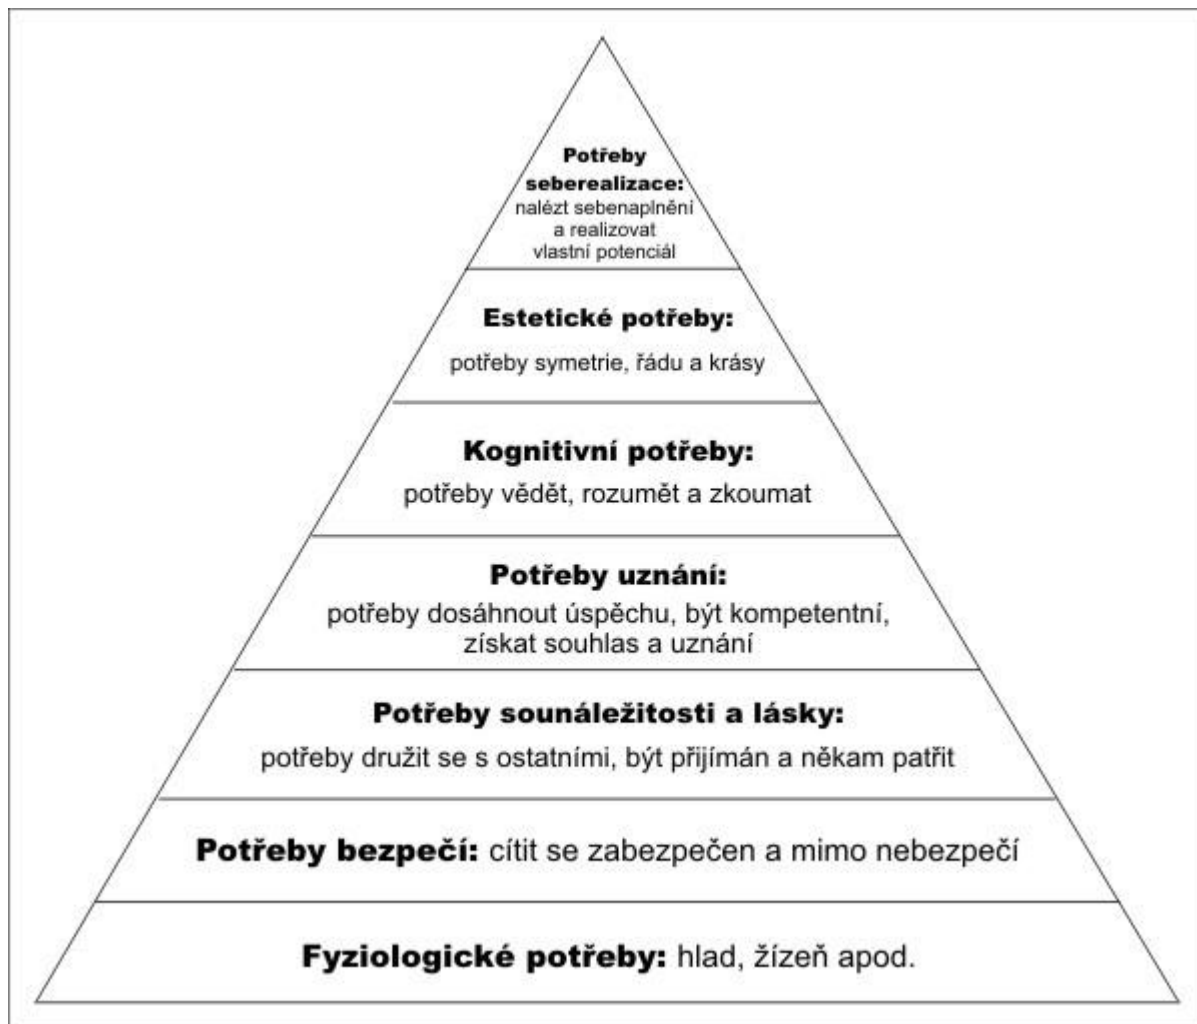 Potřeby
seberealizace:
nalézt sebenaplnění
a realizovat
vlastní potenciál
Estetické potřeby:
potřeby symetrie, řádu a krásy
Kognitivní potřeby:
potřeby vědět, rozumět a zkoumat
Potřeby uznání:
potřeby dosáhnout úspěchu, být kompetentní,
získat souhlas a uznání
Potřeby sounáležitosti a lásky:
potřeby družit se s ostatními, být přijímán a někam patřit
Potřeby bezpečí: cítit se zabezpečen a mimo nebezpečí
Fyziologické potřeby: hlad, žízeň apod.